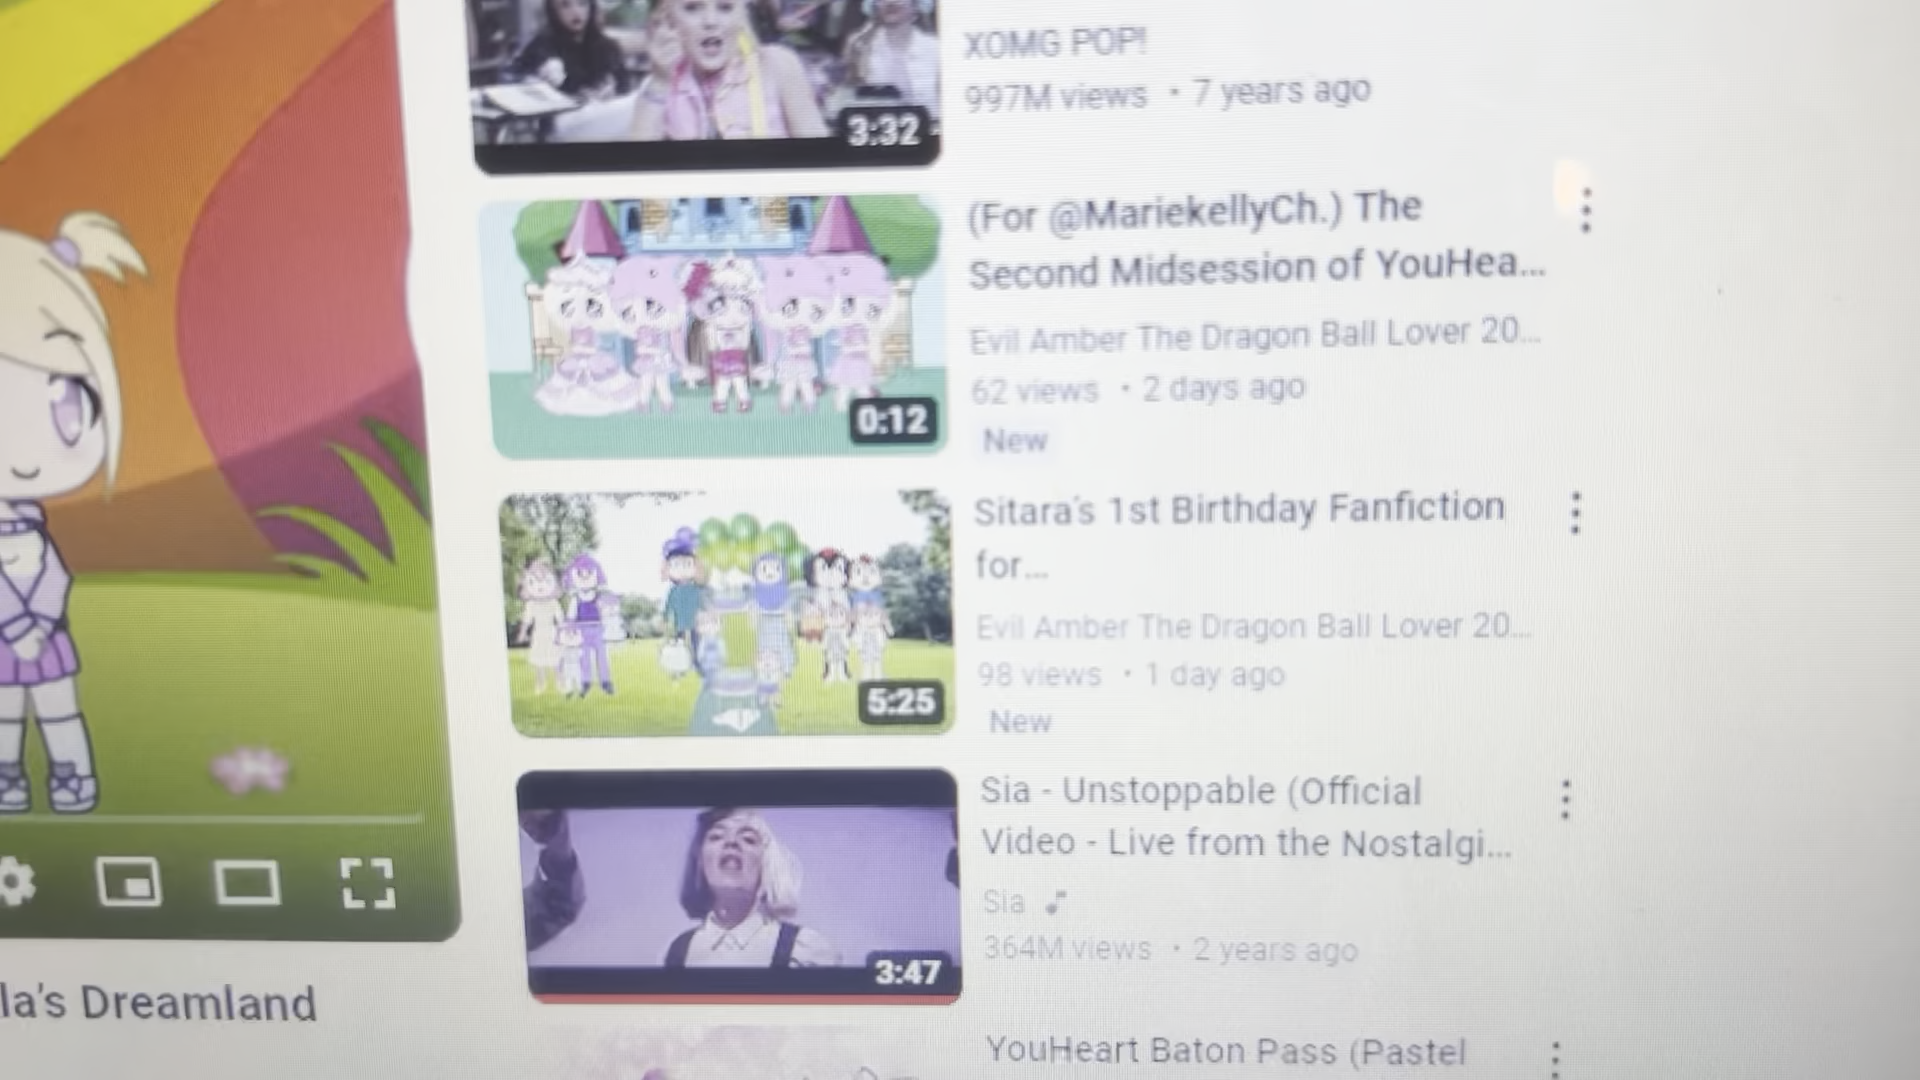 XOMG POP!
997M views • 7 years ago
3:32
(For @MariekellyCh.) The
Second Midsession of YouHea...
Evil Amber The Dragon Ball Lover 20...
62 views • 2 days ago
New
0:12
Sitara's 1st Birthday Fanfiction
for...
Evil Amber The Dragon Ball Lover 20...
98 views • 1 day ago
New
5:25
Sia - Unstoppable (Official
Video - Live from the Nostalgi...
Sia
364M views • 2 years ago
3:47
la's Dreamland
YouHeart Baton Pass (Pastel